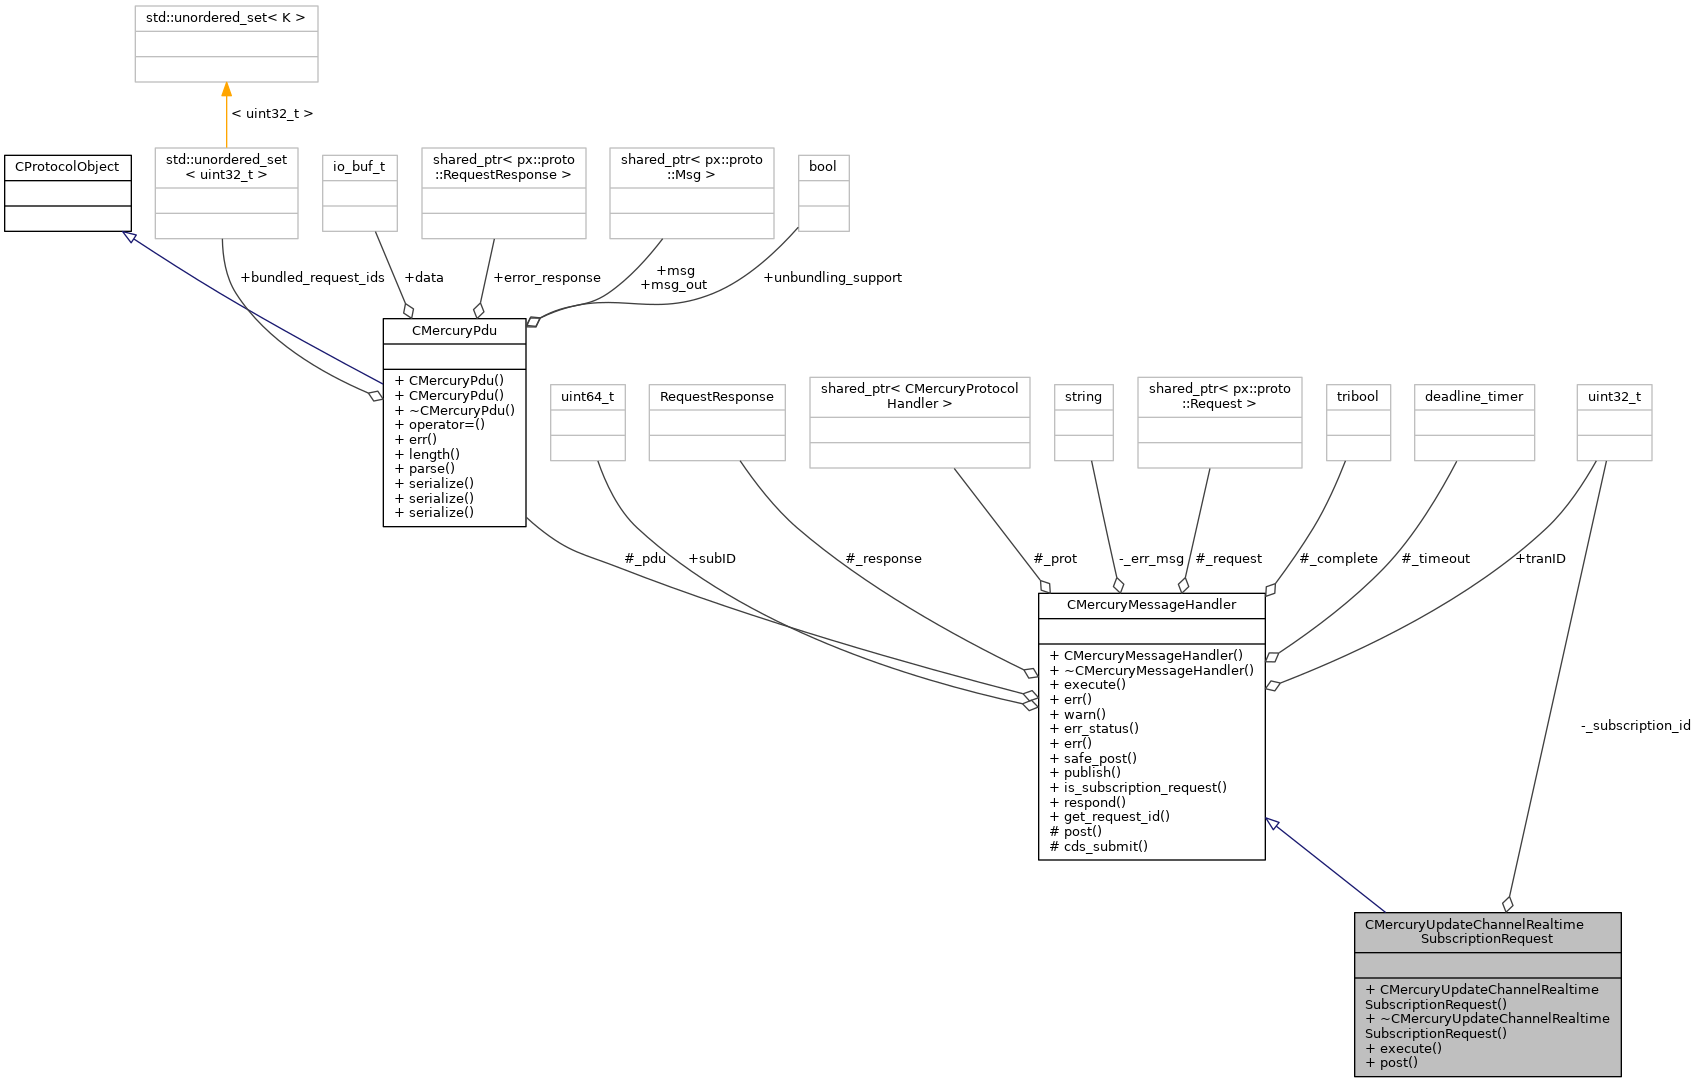 std::unordered_set< K >
< uint32_t >
CProtocolObject
std::unordered_set
< uint32_t >
io_buf_t
shared_ptr< px::proto
::RequestResponse >
shared_ptr< px::proto
::Msg >
bool
+bundled_request_ids
+data
+error_response
+msg
+msg_out
+unbundling_support
CMercuryPdu
+ CMercuryPdu()
+ CMercuryPdu()
+ ~CMercuryPdu()
+ operator=()
+ err()
+ length()
+ parse()
+ serialize()
+ serialize()
+ serialize()
uint64_t
RequestResponse
shared_ptr< CMercuryProtocol
Handler >
string
shared_ptr< px::proto
::Request >
tribool
deadline_timer
uint32_t
#_pdu
+subID
#_response
#_prot
-_err_msg
#_request
#_complete
#_timeout
+tranID
CMercuryMessageHandler
+ CMercuryMessageHandler()
+ ~CMercuryMessageHandler()
+ execute()
+ err()
+ warn()
+ err_status()
+ err()
+ safe_post()
+ publish()
+ is_subscription_request()
+ respond()
+ get_request_id()
# post()
# cds_submit()
-_subscription_id
CMercuryUpdateChannelRealtime
SubscriptionRequest
+ CMercuryUpdateChannelRealtime
SubscriptionRequest()
+ ~CMercuryUpdateChannelRealtime
SubscriptionRequest()
+ execute()
+ post()